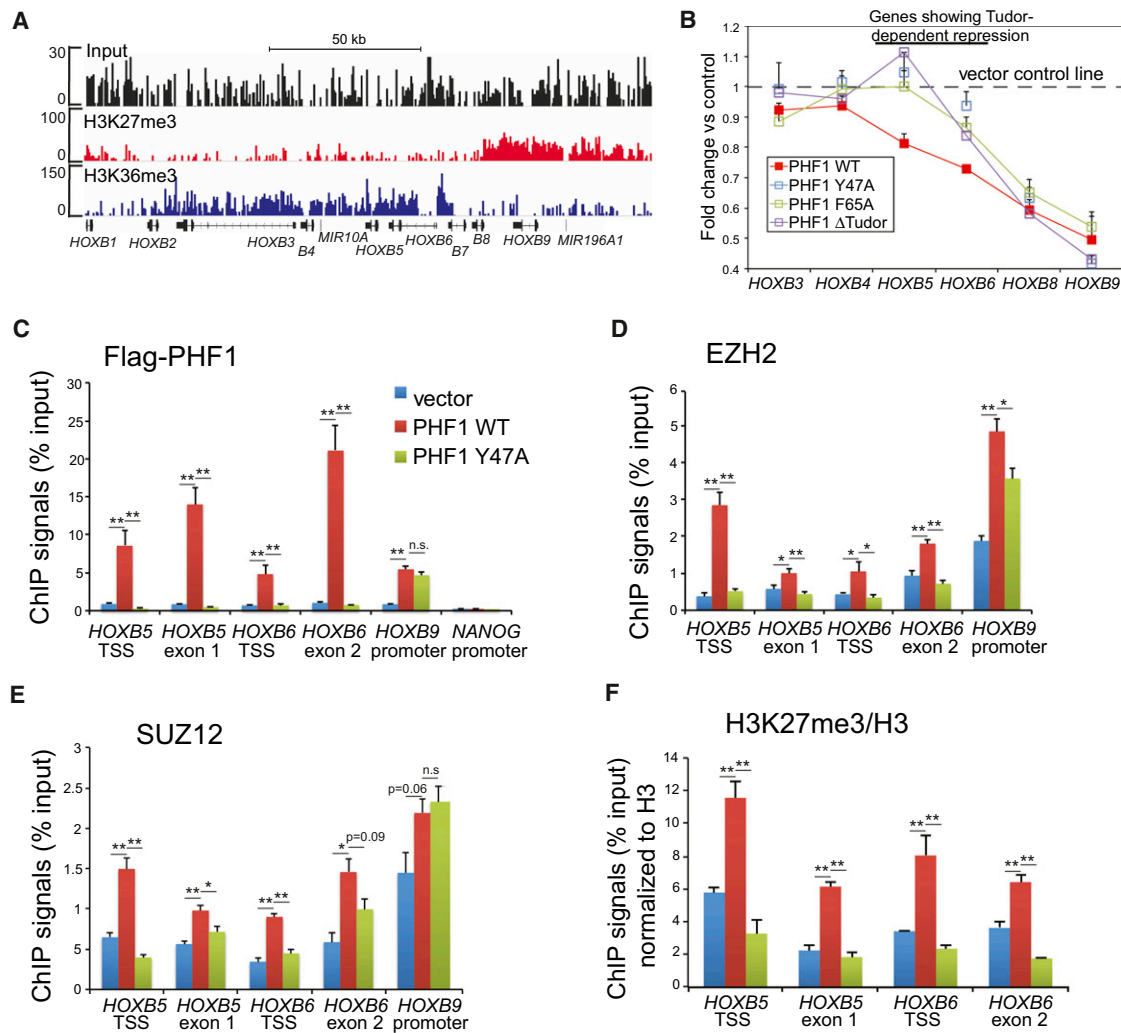 A
50 kb
30
Input
0
100
H3K27me3
0
150
H3K36me3
0
HOXB1
HOXB2
HOXB3
B4
MIR10A
HOXB5
HOXB6
B7
B8
HOXB9
MIR196A1
B
Genes showing Tudor-
dependent repression
vector control line
Fold change vs control
1.2
1.1
1
0.9
0.8
0.7
0.6
0.5
0.4
PHF1 WT
PHF1 Y47A
PHF1 F65A
PHF1 ΔTudor
HOXB3 HOXB4 HOXB5 HOXB6 HOXB8 HOXB9
C
Flag-PHF1
vector
PHF1 WT
PHF1 Y47A
ChIP signals (% input)
30
25
20
15
10
5
0
** **
** **
** **
** **
** n.s.
HOXB5 HOXB5 HOXB6 HOXB6 HOXB9 NANOG
TSS exon 1 TSS exon 2 promoter promoter
D
EZH2
ChIP signals (% input)
6
5
4
3
2
1
0
** **
* **
* *
** **
** *
HOXB5 HOXB5 HOXB6 HOXB6 HOXB9
TSS exon 1 TSS exon 2 promoter
E
SUZ12
ChIP signals (% input)
3
2.5
2
1.5
1
5
0
** **
** *
** **
* p=0.09
p=0.06 n.s
HOXB5 HOXB5 HOXB6 HOXB6 HOXB9
TSS exon 1 TSS exon 2 promoter
F
H3K27me3/H3
ChIP signals (% input)
normalized to H3
14
12
10
8
6
4
2
0
** **
** **
** **
** **
HOXB5 HOXB5 HOXB6 HOXB6
TSS exon 1 TSS exon 2